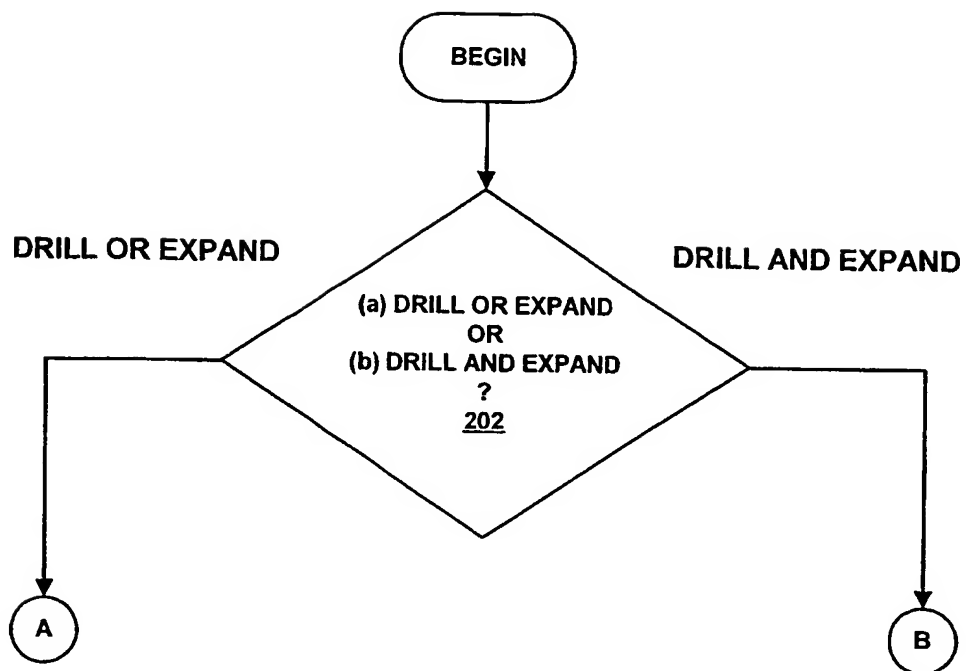 BEGIN
DRILL OR EXPAND
DRILL AND EXPAND
(a) DRILL OR EXPAND
OR
(b) DRILL AND EXPAND
?
202
A
B